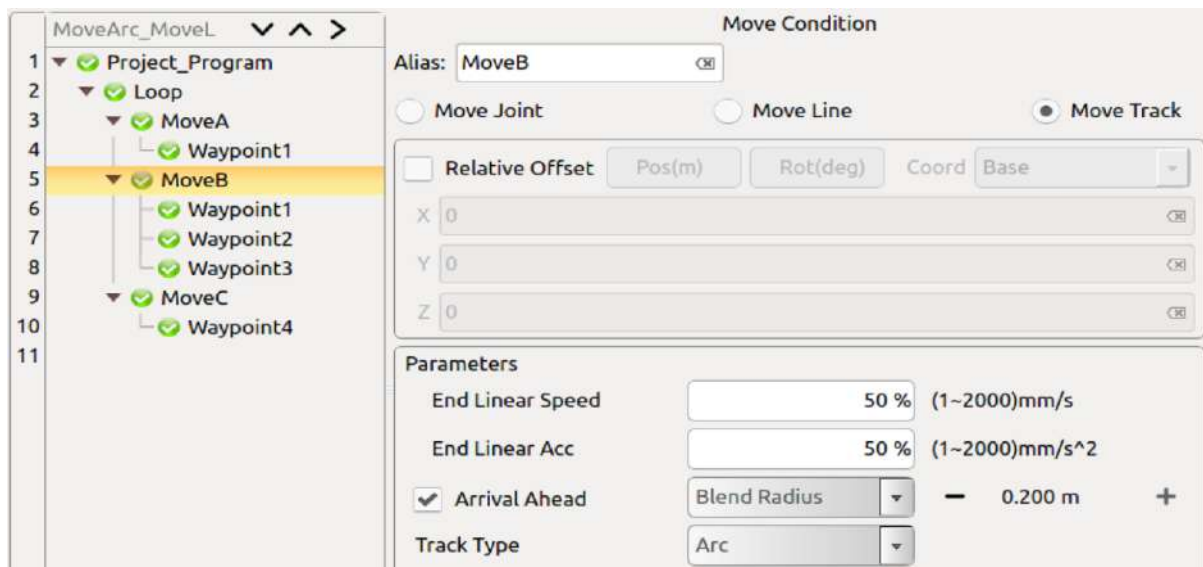 MoveArc_MoveL
1 Project_Program
2 Loop
3 MoveA
4 Waypoint1
5 MoveB
6 Waypoint1
7 Waypoint2
8 Waypoint3
9 MoveC
10 Waypoint4
11
Move Condition
Alias: MoveB
Move Joint Move Line Move Track
Relative Offset Pos(m) Rot(deg) Coord Base
X 0
Y 0
Z 0
Parameters
End Linear Speed 50 % (1~2000)mm/s
End Linear Acc 50 % (1~2000)mm/s^2
Arrival Ahead Blend Radius − 0.200 m +
Track Type Arc